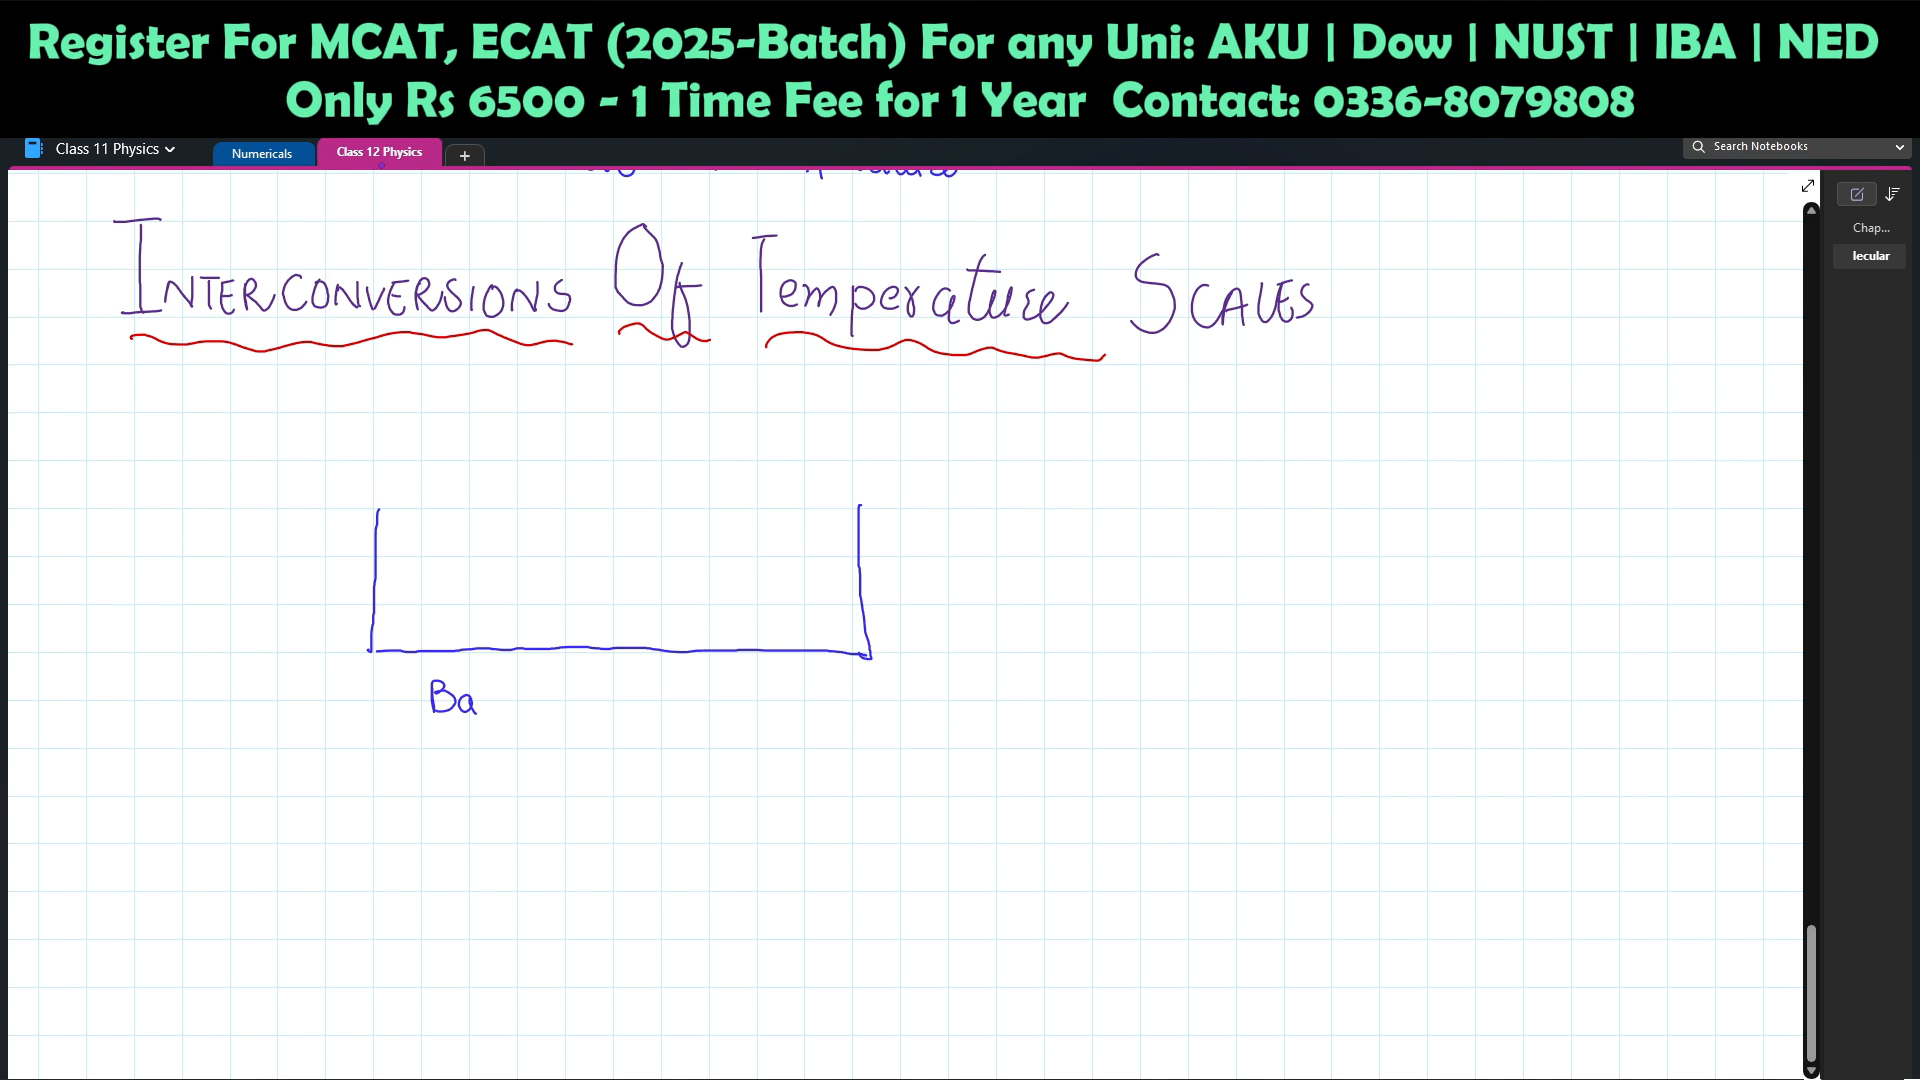 Register For MCAT, ECAT (2025-Batch) For any Uni: AKU | Dow | NUST | IBA | NED
Only Rs 6500 - 1 Time Fee for 1 Year Contact: 0336-8079808
Class 11 Physics
Numericals
Class 12 Physics
+
Search Notebooks
Chap...
lecular
INTERCONVERSIONS Of Temperature SCALES
Ba